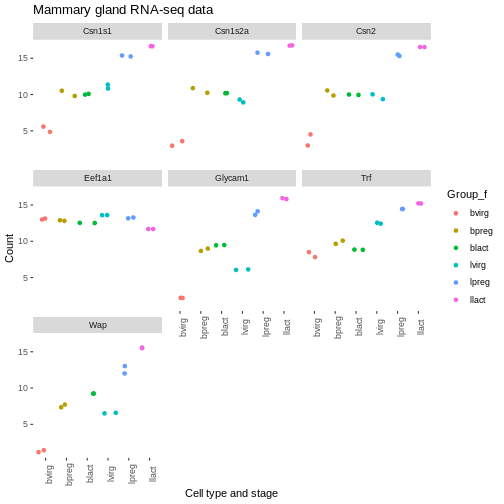 Mammary gland RNA-seq data
Csn1s1 Csn1s2a Csn2
15
10
5
Eef1a1 Glycam1 Trf
15
10
5
bvirg bpreg blact lvirg lpreg llact bvirg bpreg blact lvirg lpreg llact
Wap
15
10
5
bvirg bpreg blact lvirg lpreg llact
Cell type and stage
Count
Group_f
bvirg
bpreg
blact
lvirg
lpreg
llact